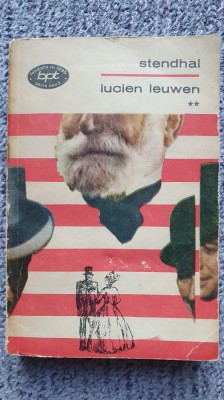 stendhal
bpt
lucien leuwen
**